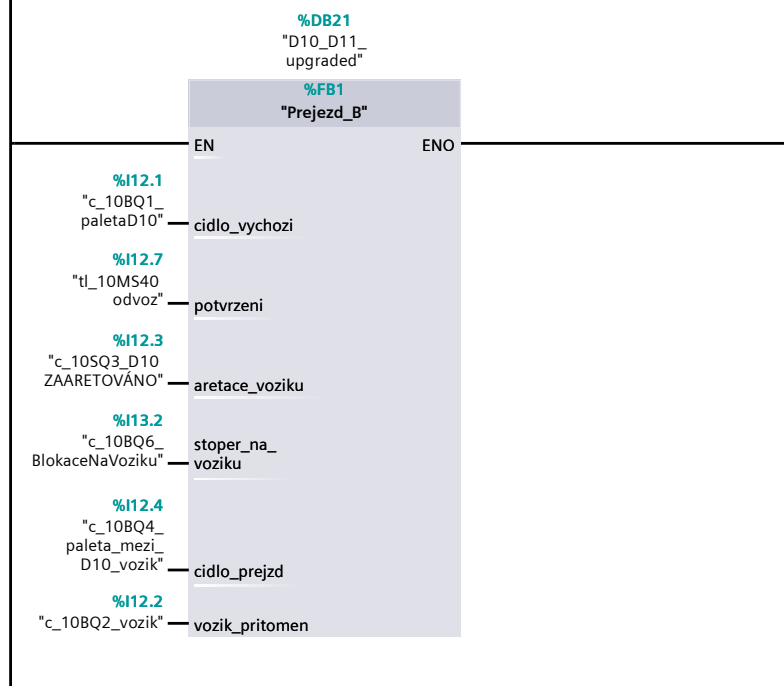 %DB21
"D10_D11_
upgraded"
%FB1
"Prejezd_B"
EN
ENO
%I12.1
"c_10BQ1_
paletaD10"
cidlo_vychozi
%I12.7
"tl_10MS40
odvoz"
potvrzeni
%I12.3
"c_10SQ3_D10
ZAARETOVÁNO"
aretace_voziku
%I13.2
"c_10BQ6_
BlokaceNaVoziku"
stoper_na_
voziku
%I12.4
"c_10BQ4_
paleta_mezi_
D10_vozik"
cidlo_prejzd
%I12.2
"c_10BQ2_vozik"
vozik_pritomen